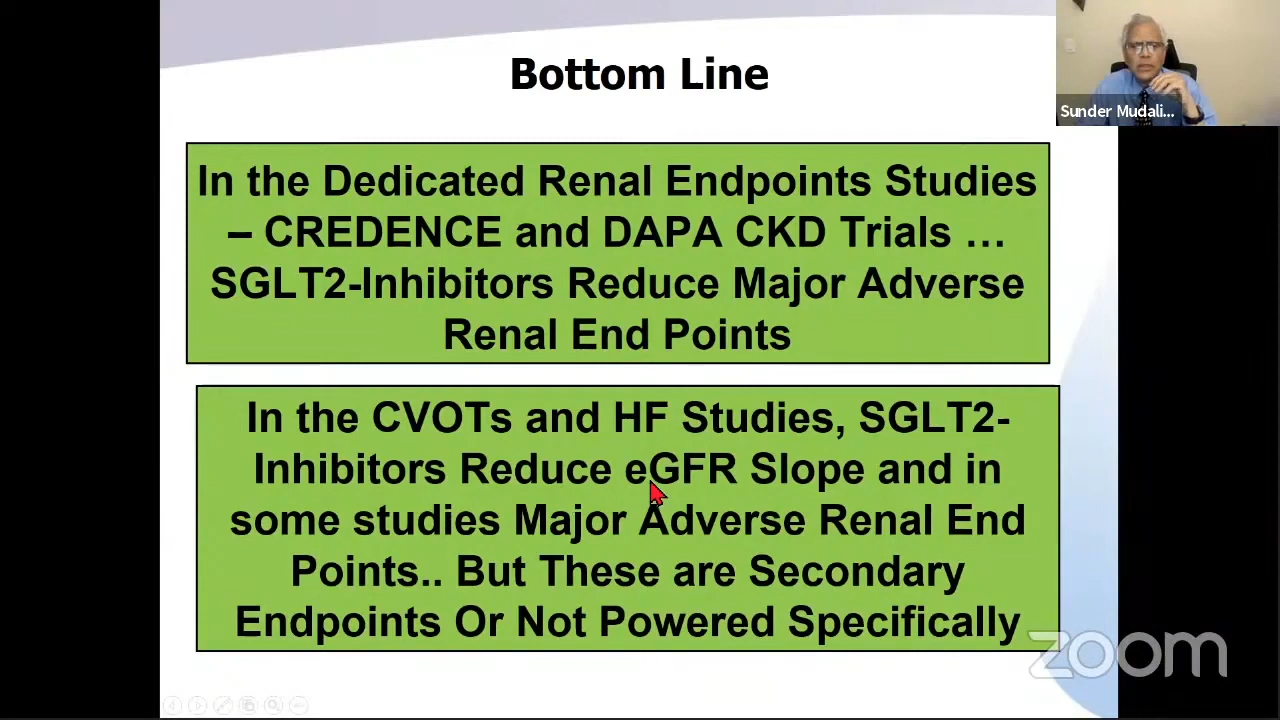 Bottom Line
Sunder Mudali...
In the Dedicated Renal Endpoints Studies
– CREDENCE and DAPA CKD Trials …
SGLT2-Inhibitors Reduce Major Adverse
Renal End Points
In the CVOTs and HF Studies, SGLT2-
Inhibitors Reduce eGFR Slope and in
some studies Major Adverse Renal End
Points.. But These are Secondary
Endpoints Or Not Powered Specifically
zoom